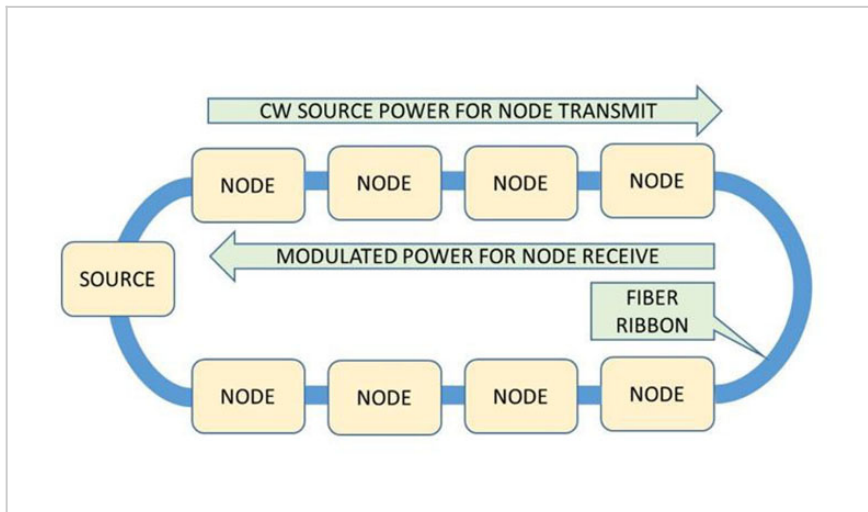 CW SOURCE POWER FOR NODE TRANSMIT
NODE
NODE
NODE
NODE
MODULATED POWER FOR NODE RECEIVE
SOURCE
FIBER
RIBBON
NODE
NODE
NODE
NODE